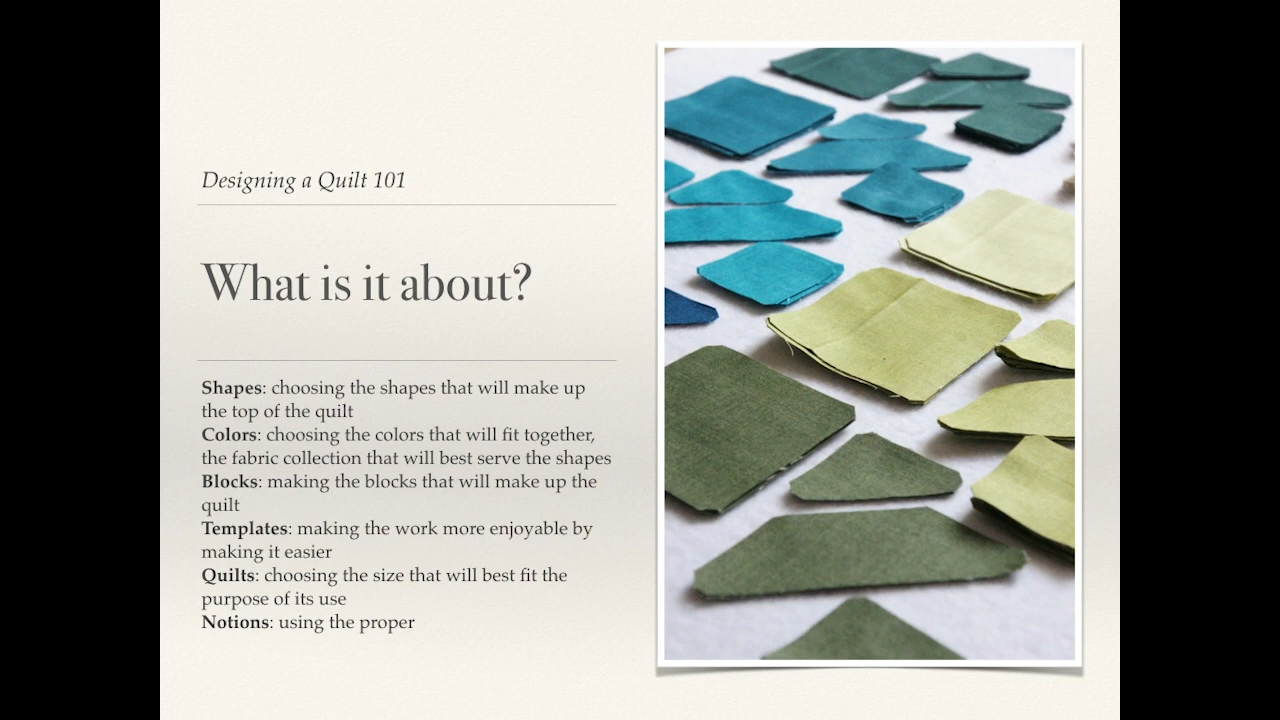 Designing a Quilt 101
What is it about?
Shapes: choosing the shapes that will make up
the top of the quilt
Colors: choosing the colors that will fit together,
the fabric collection that will best serve the shapes
Blocks: making the blocks that will make up the
quilt
Templates: making the work more enjoyable by
making it easier
Quilts: choosing the size that will best fit the
purpose of its use
Notions: using the proper